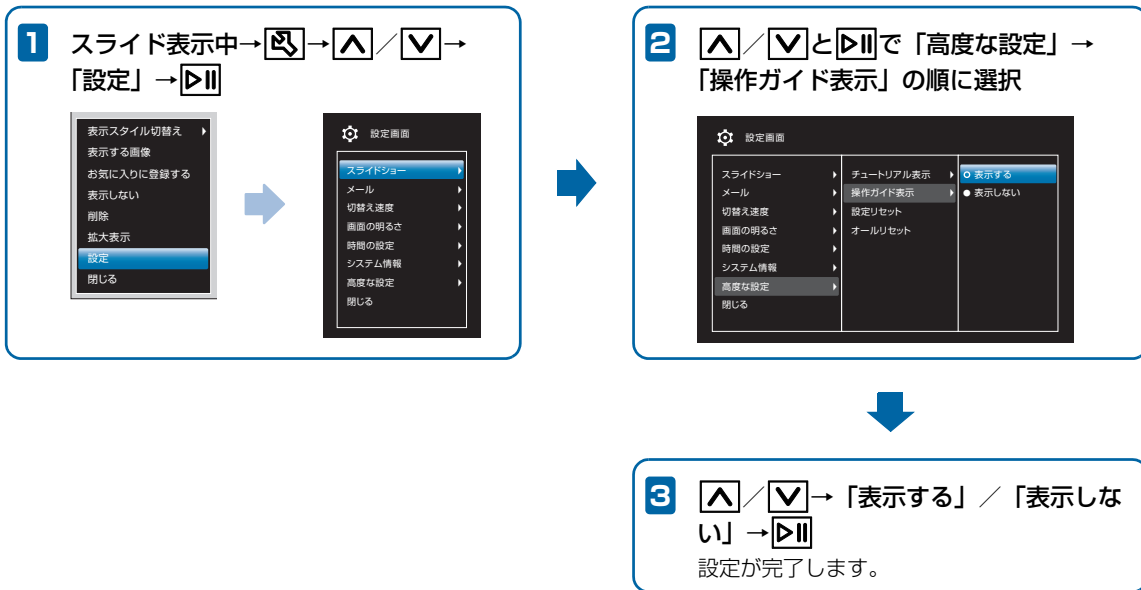 1
スライド表示中→→／→
「設定」→
表示スタイル切替え
表示する画像
お気に入りに登録する
表示しない
削除
拡大表示
設定
閉じる
設定画面
スライドショー
メール
切替え速度
画面の明るさ
時間の設定
システム情報
高度な設定
閉じる
2
／と で「高度な設定」→
「操作ガイド表示」の順に選択
設定画面
スライドショー
メール
切替え速度
画面の明るさ
時間の設定
システム情報
高度な設定
閉じる
チュートリアル表示
操作ガイド表示
設定リセット
オールリセット
表示する
表示しない
3
／→「表示する」／「表示しな
い」→
設定が完了します。